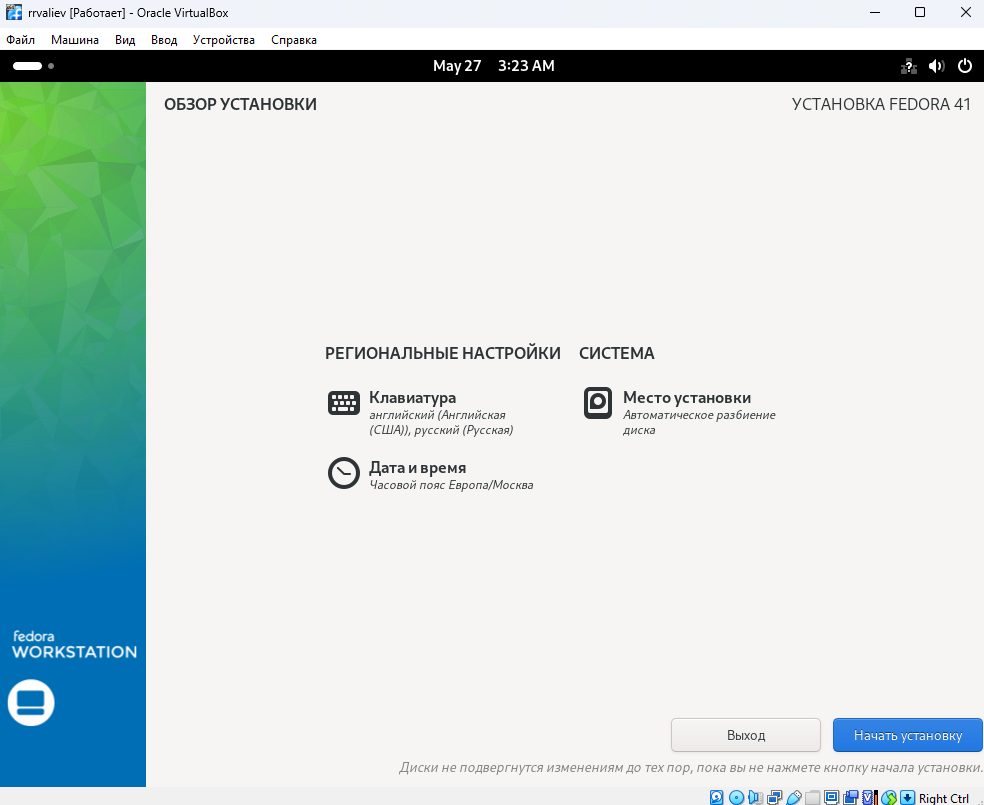 rrvaliev [Работает] - Oracle VirtualBox
Файл Машина Вид Ввод Устройства Справка
May 27 3:23 AM
ОБЗОР УСТАНОВКИ
УСТАНОВКА FEDORA 41
РЕГИОНАЛЬНЫЕ НАСТРОЙКИ
Клавиатура
английский (Английская
(США)), русский (Русская)
Дата и время
Часовой пояс Европа/Москва
СИСТЕМА
Место установки
Автоматическое разбиение
диска
fedora
WORKSTATION
Выход
Начать установку
Диски не подвергнутся изменениям до тех пор, пока вы не нажмете кнопку начала установки.
Right Ctrl